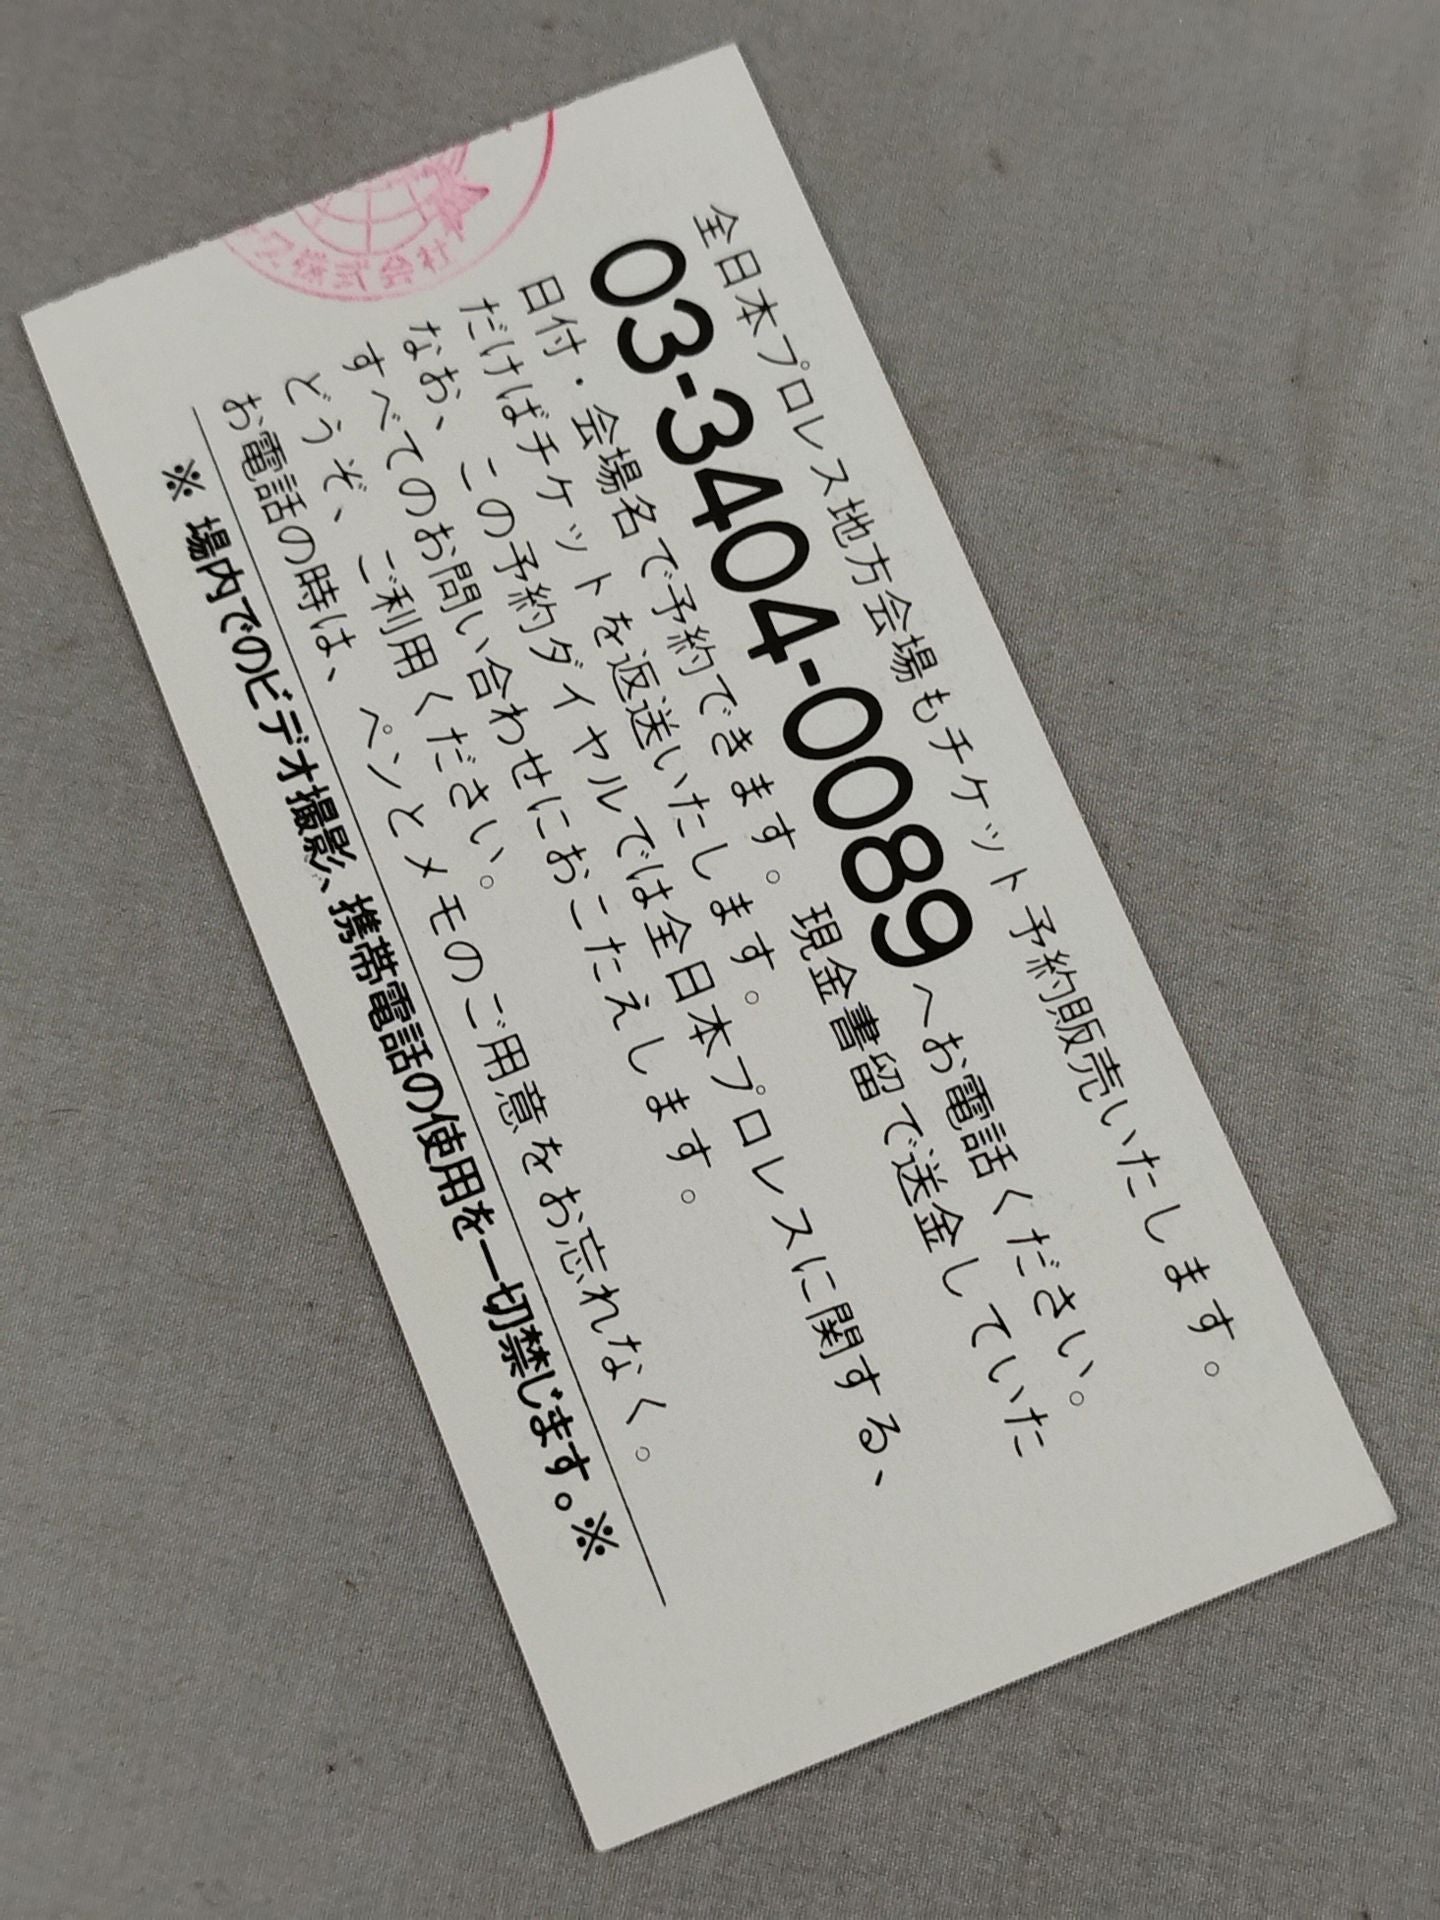 全日本プロレス地方会場もチケット予約販売いたします。
03-3404-0089へお電話ください。
日付・会場名で予約できます。現金書留で送金していた
だければチケットを返送いたします。
なお、この予約ダイヤルでは全日本プロレスに関する、
すべてのお問い合わせにおこたえします。
どうぞ、ご利用ください。
お電話の時は、ペンとメモのご用意をお忘れなく。
※ 場内でのビデオ撮影、携帯電話の使用を一切禁じます。※
株式会社